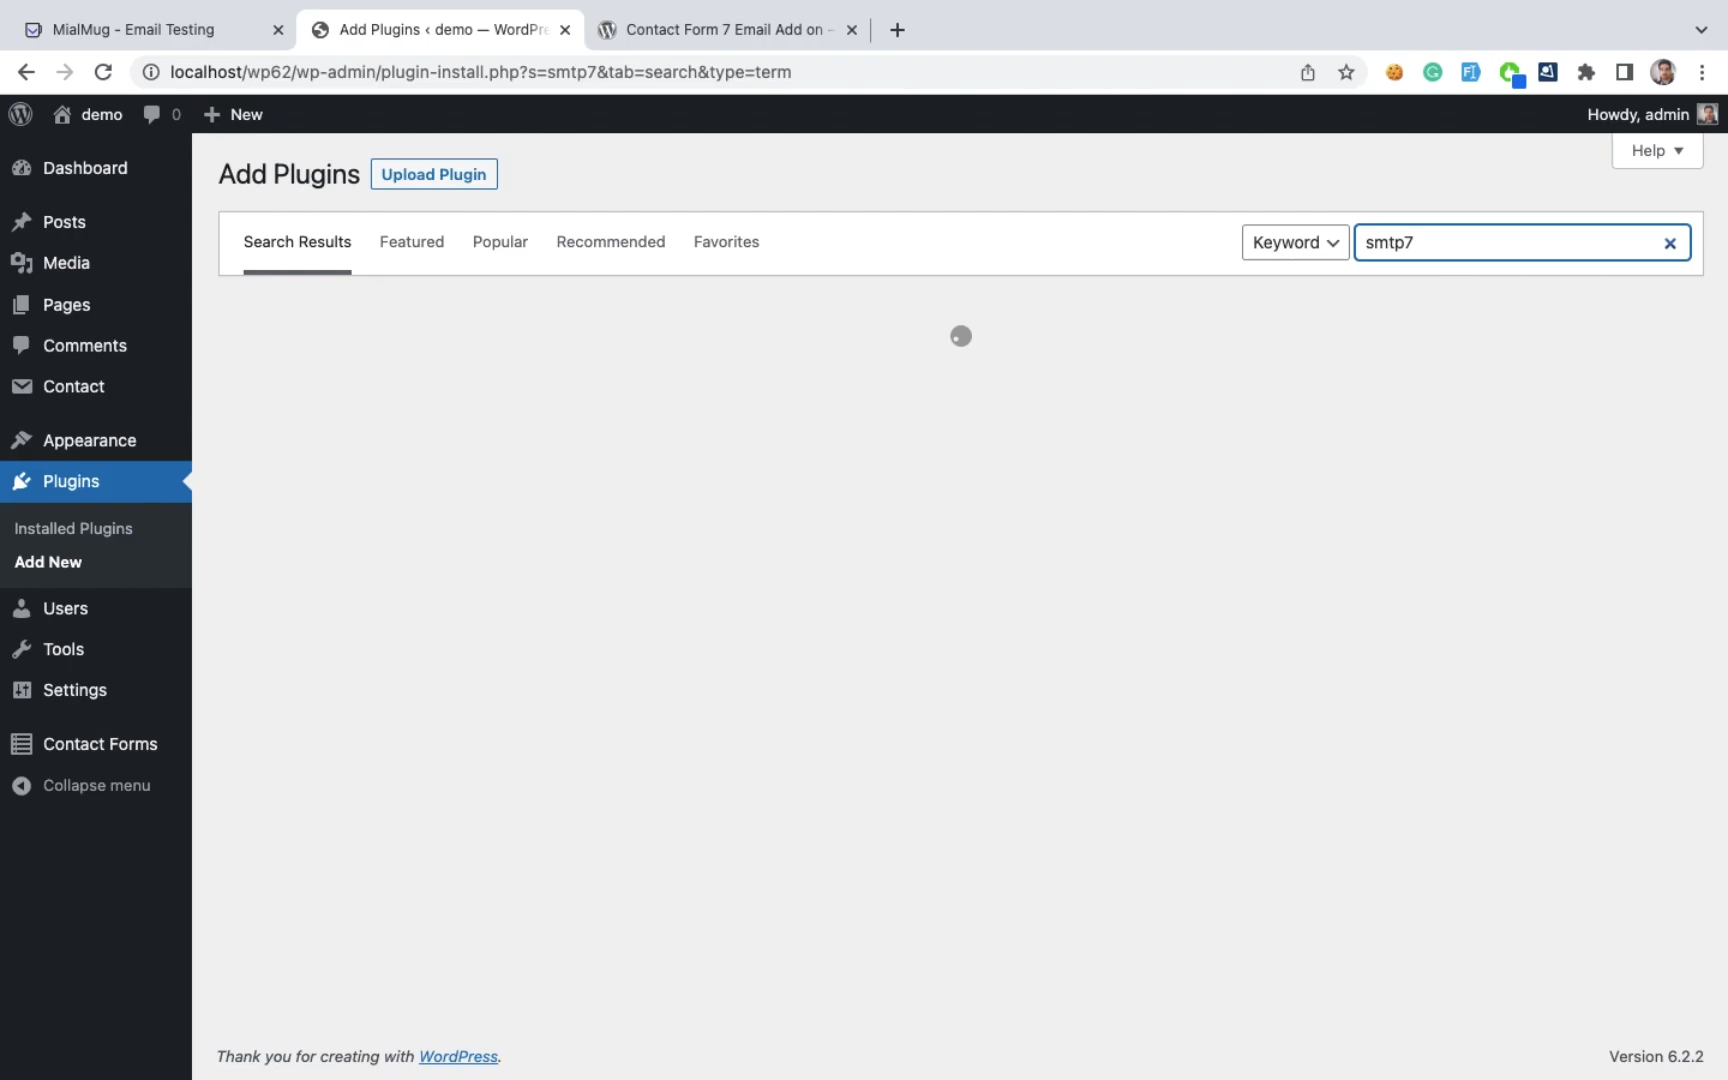 MialMug - Email Testing
Add Plugins ‹ demo — WordPre
Contact Form 7 Email Add on -
localhost/wp62/wp-admin/plugin-install.php?s=smtp7&tab=search&type=term
demo 0 New
Howdy, admin
Dashboard
Posts
Media
Pages
Comments
Contact
Appearance
Plugins
Installed Plugins
Add New
Users
Tools
Settings
Contact Forms
Collapse menu
Help
Add Plugins Upload Plugin
Search Results Featured Popular Recommended Favorites Keyword smtp7
Thank you for creating with WordPress. Version 6.2.2